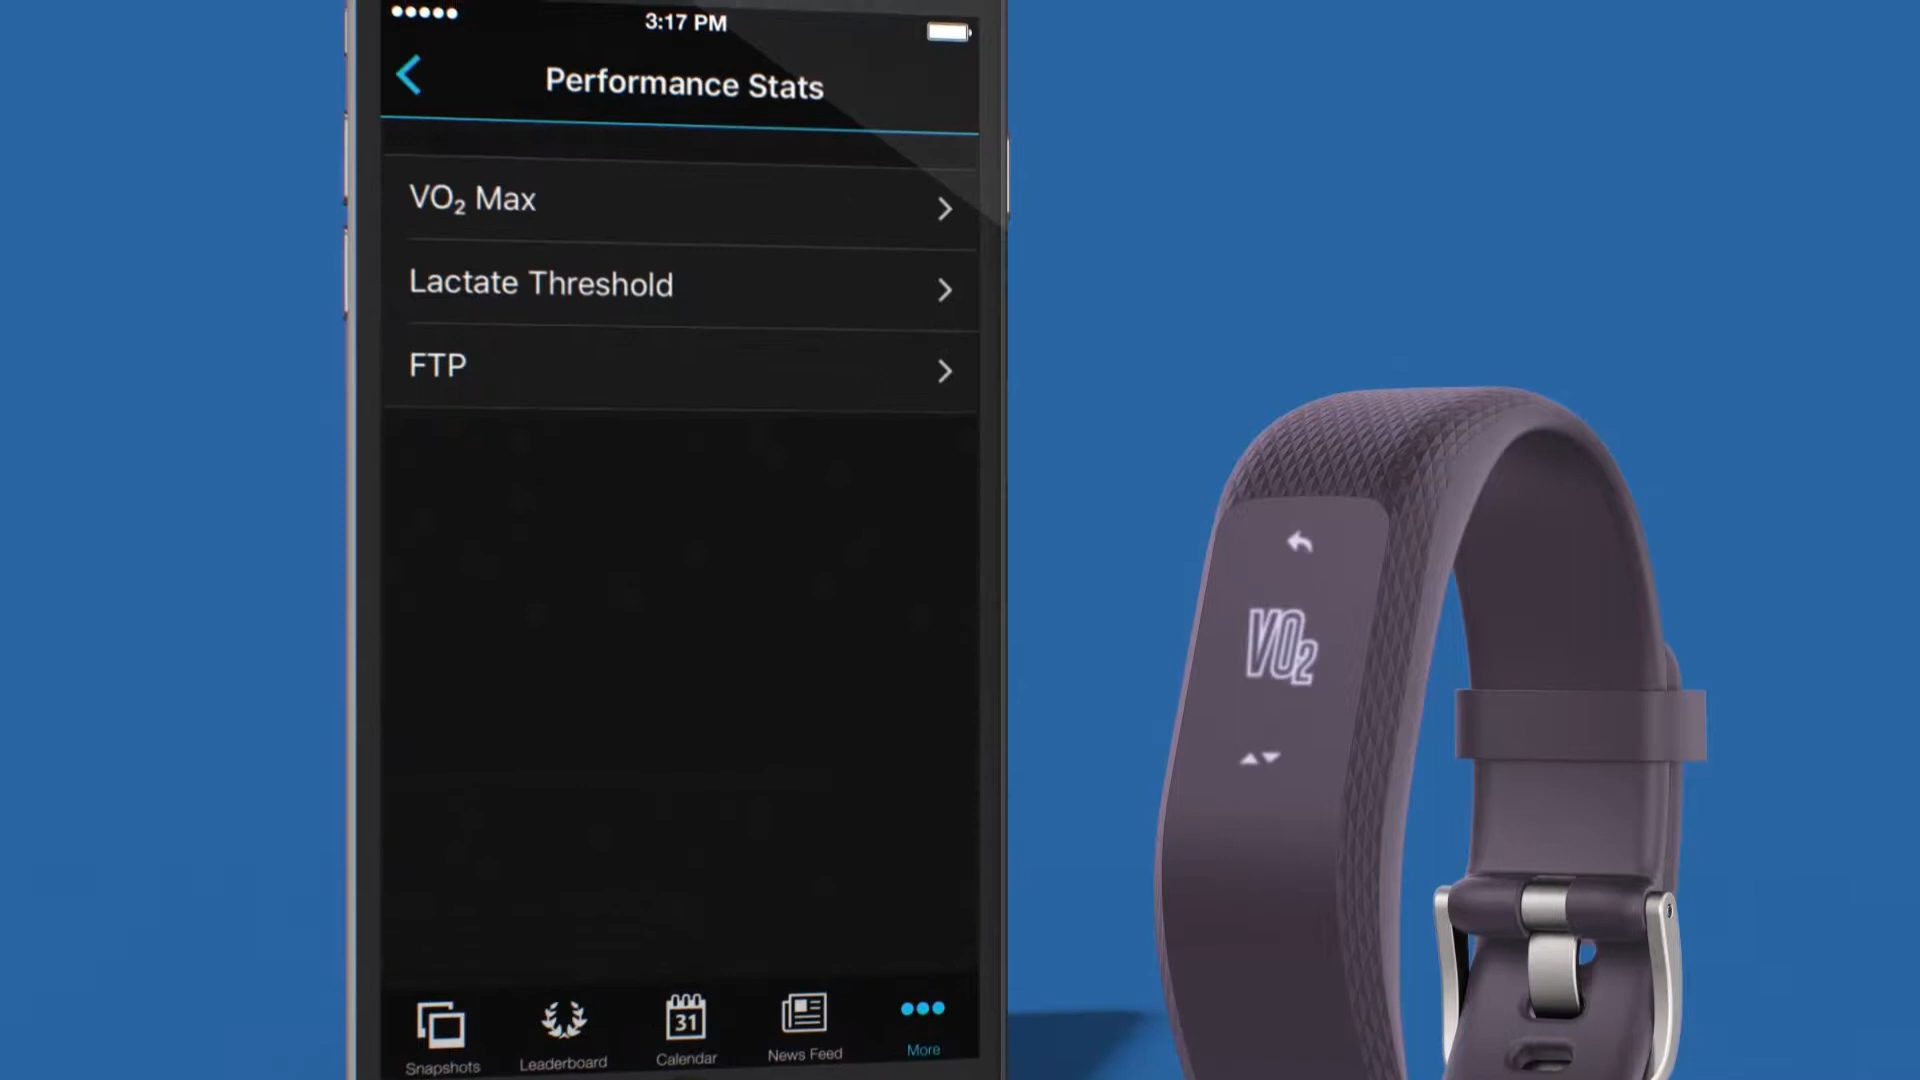 3:17 PM
Performance Stats
VO₂ Max
Lactate Threshold
FTP
VO₂
31
Snapshots
Leaderboard
Calendar
News Feed
More